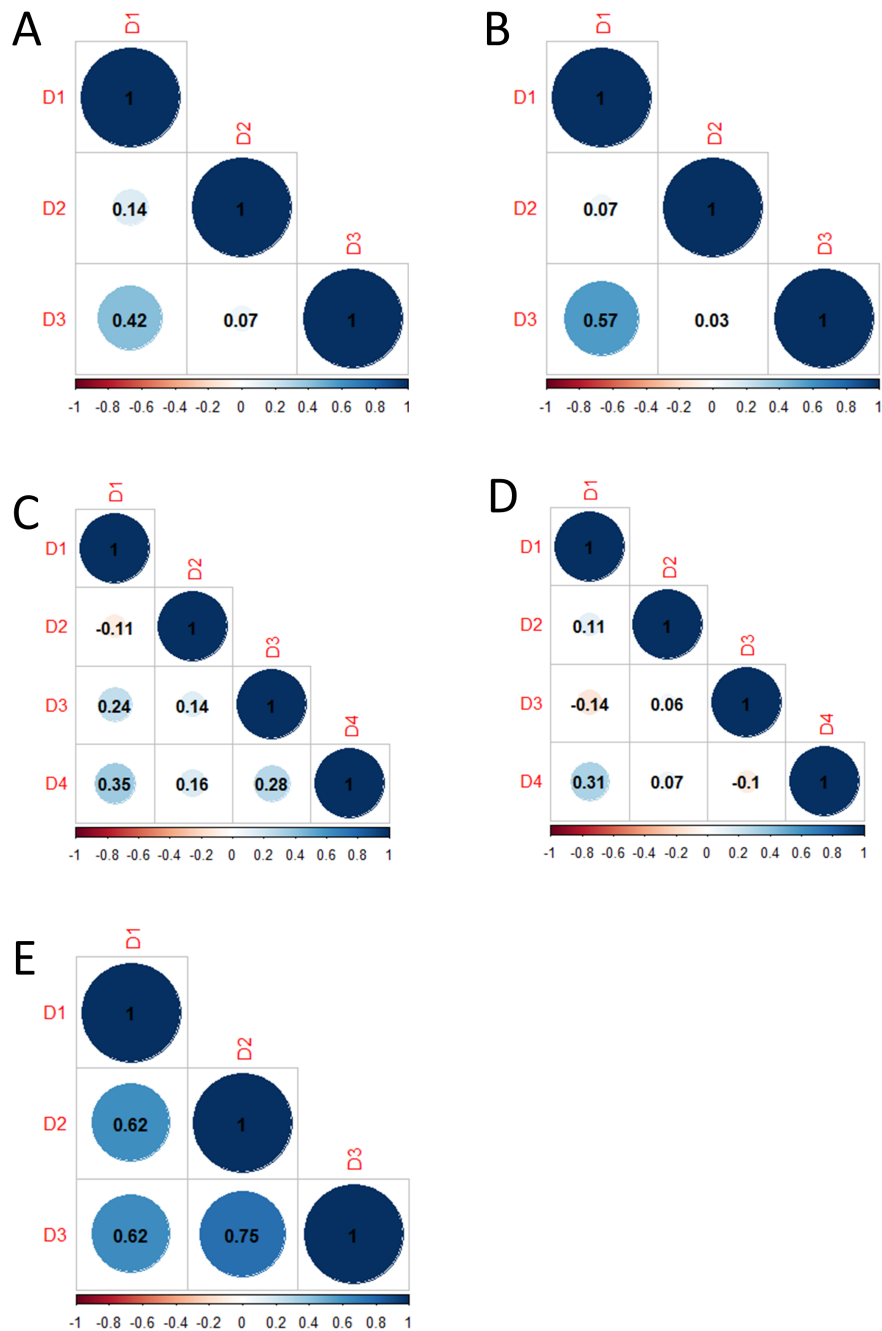 A
B
D1
D1
D1 1
D1 1
D2
D2
D2 0.14 1
D2 0.07 1
D3
D3
D3 0.42 0.07 1
D3 0.57 0.03 1
-1 -0.8 -0.6 -0.4 -0.2 0 0.2 0.4 0.6 0.8 1
-1 -0.8 -0.6 -0.4 -0.2 0 0.2 0.4 0.6 0.8 1
C
D
D1
D1
D1 1
D1 1
D2
D2
D2 -0.11 1
D2 0.11 1
D3
D3
D3 0.24 0.14 1
D3 -0.14 0.06 1
D4
D4
D4 0.35 0.16 0.28 1
D4 0.31 0.07 -0.1 1
-1 -0.8 -0.6 -0.4 -0.2 0 0.2 0.4 0.6 0.8 1
-1 -0.8 -0.6 -0.4 -0.2 0 0.2 0.4 0.6 0.8 1
E
D1
D1 1
D2
D2 0.62 1
D3
D3 0.62 0.75 1
-1 -0.8 -0.6 -0.4 -0.2 0 0.2 0.4 0.6 0.8 1